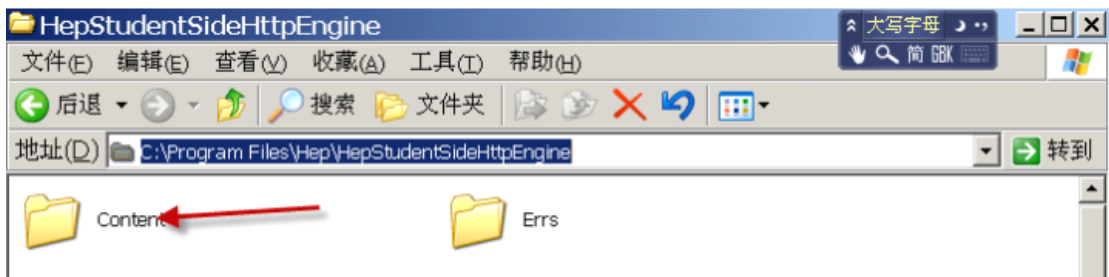 HepStudentSideHttpEngine
大写字母
文件(E) 编辑(E) 查看(V) 收藏(A) 工具(T) 帮助(H)
简 GBK
后退 搜索 文件夹
地址(D) C:\Program Files\Hep\HepStudentSideHttpEngine 转到
Content Errs